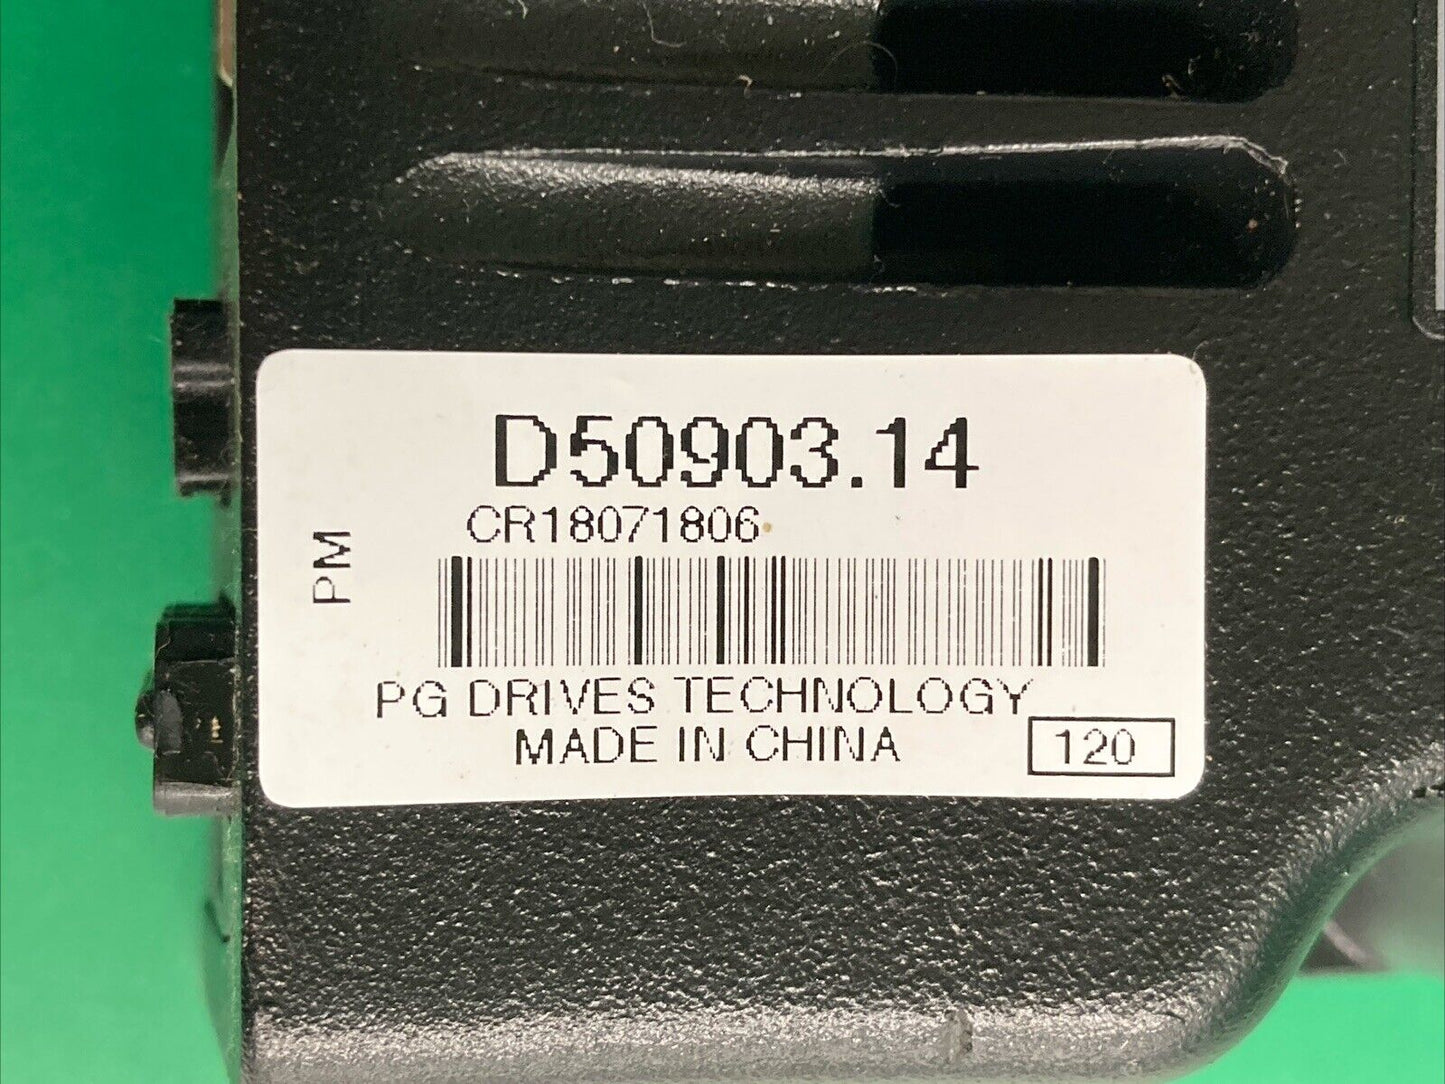 D50903.14
CR18071806
PM
PG DRIVES TECHNOLOGY
MADE IN CHINA
120